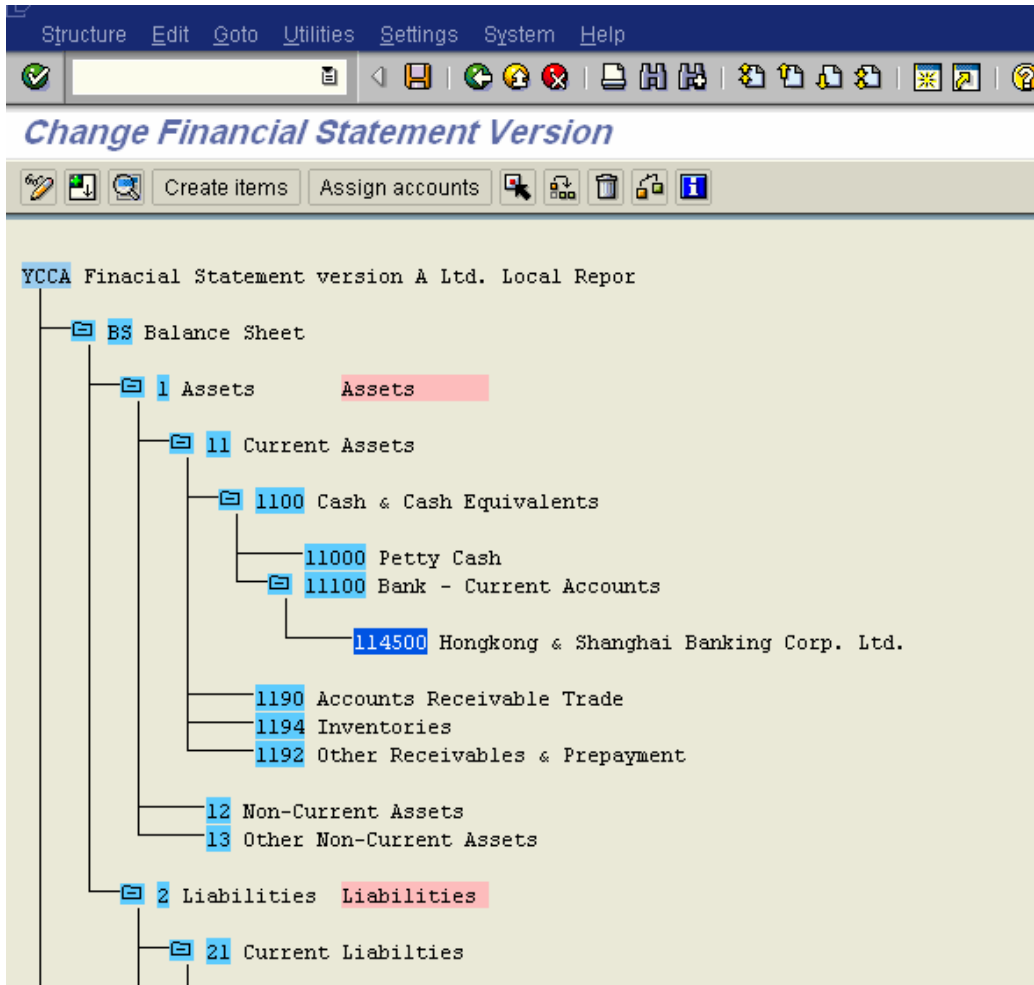 Structure Edit Goto Utilities Settings System Help
Change Financial Statement Version
Create items Assign accounts
YCCA Finacial Statement version A Ltd. Local Repor
BS Balance Sheet
1 Assets Assets
11 Current Assets
1100 Cash & Cash Equivalents
11000 Petty Cash
11100 Bank - Current Accounts
114500 Hongkong & Shanghai Banking Corp. Ltd.
1190 Accounts Receivable Trade
1194 Inventories
1192 Other Receivables & Prepayment
12 Non-Current Assets
13 Other Non-Current Assets
2 Liabilities Liabilities
21 Current Liabilties